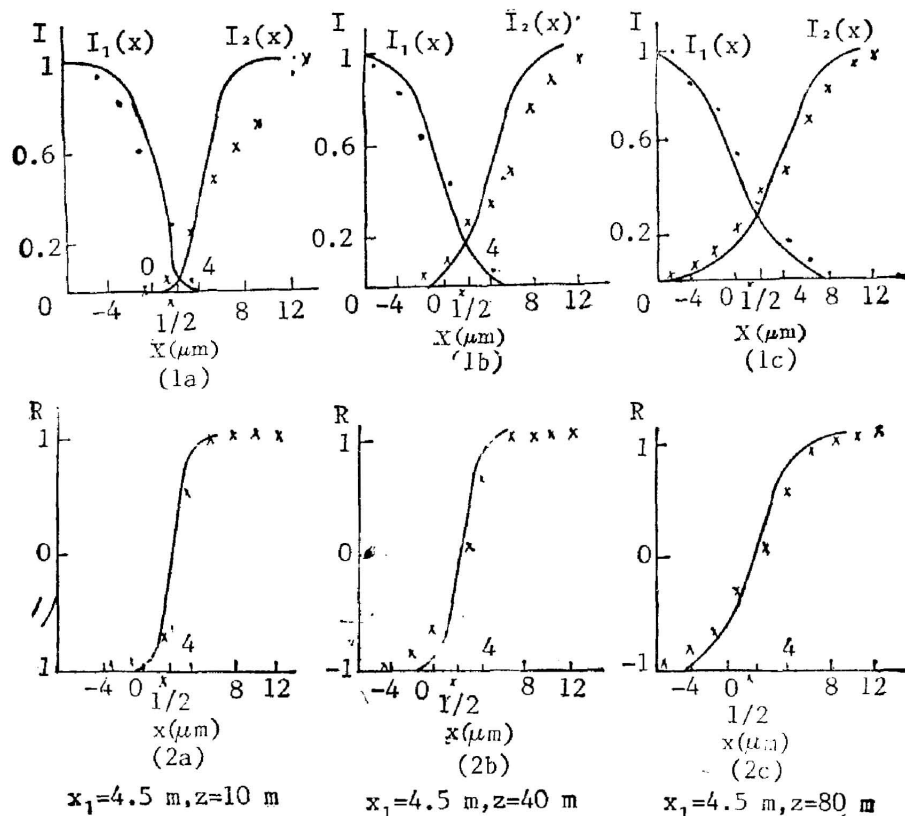 I I₁(x) I₂(x)
1
0.6
0.2
0 4
0 -4 8 12
1/2
X(μm)
(1a)
I I₁(x) I₂(x)
1
0.6
0.2
4
0 -4 0 8 12
x 1/2
X(μm)
(1b)
I I₁(x) I₂(x)
1
0.6
0.2
0 -4 0 4 8 12
x 1/2
X(μm)
(1c)
R
1
0
4
-1
-4 0 8 12
x 1/2
x(μm)
(2a)
x₁=4.5 m,z=10 m
R
1
0
4
-1
-4 0 8 12
x 1/2
x(μm)
(2b)
x₁=4.5 m,z=40 m
R
1
0
4
-1
-4 0 8 12
x 1/2
x(μm)
(2c)
x₁=4.5 m,z=80 m